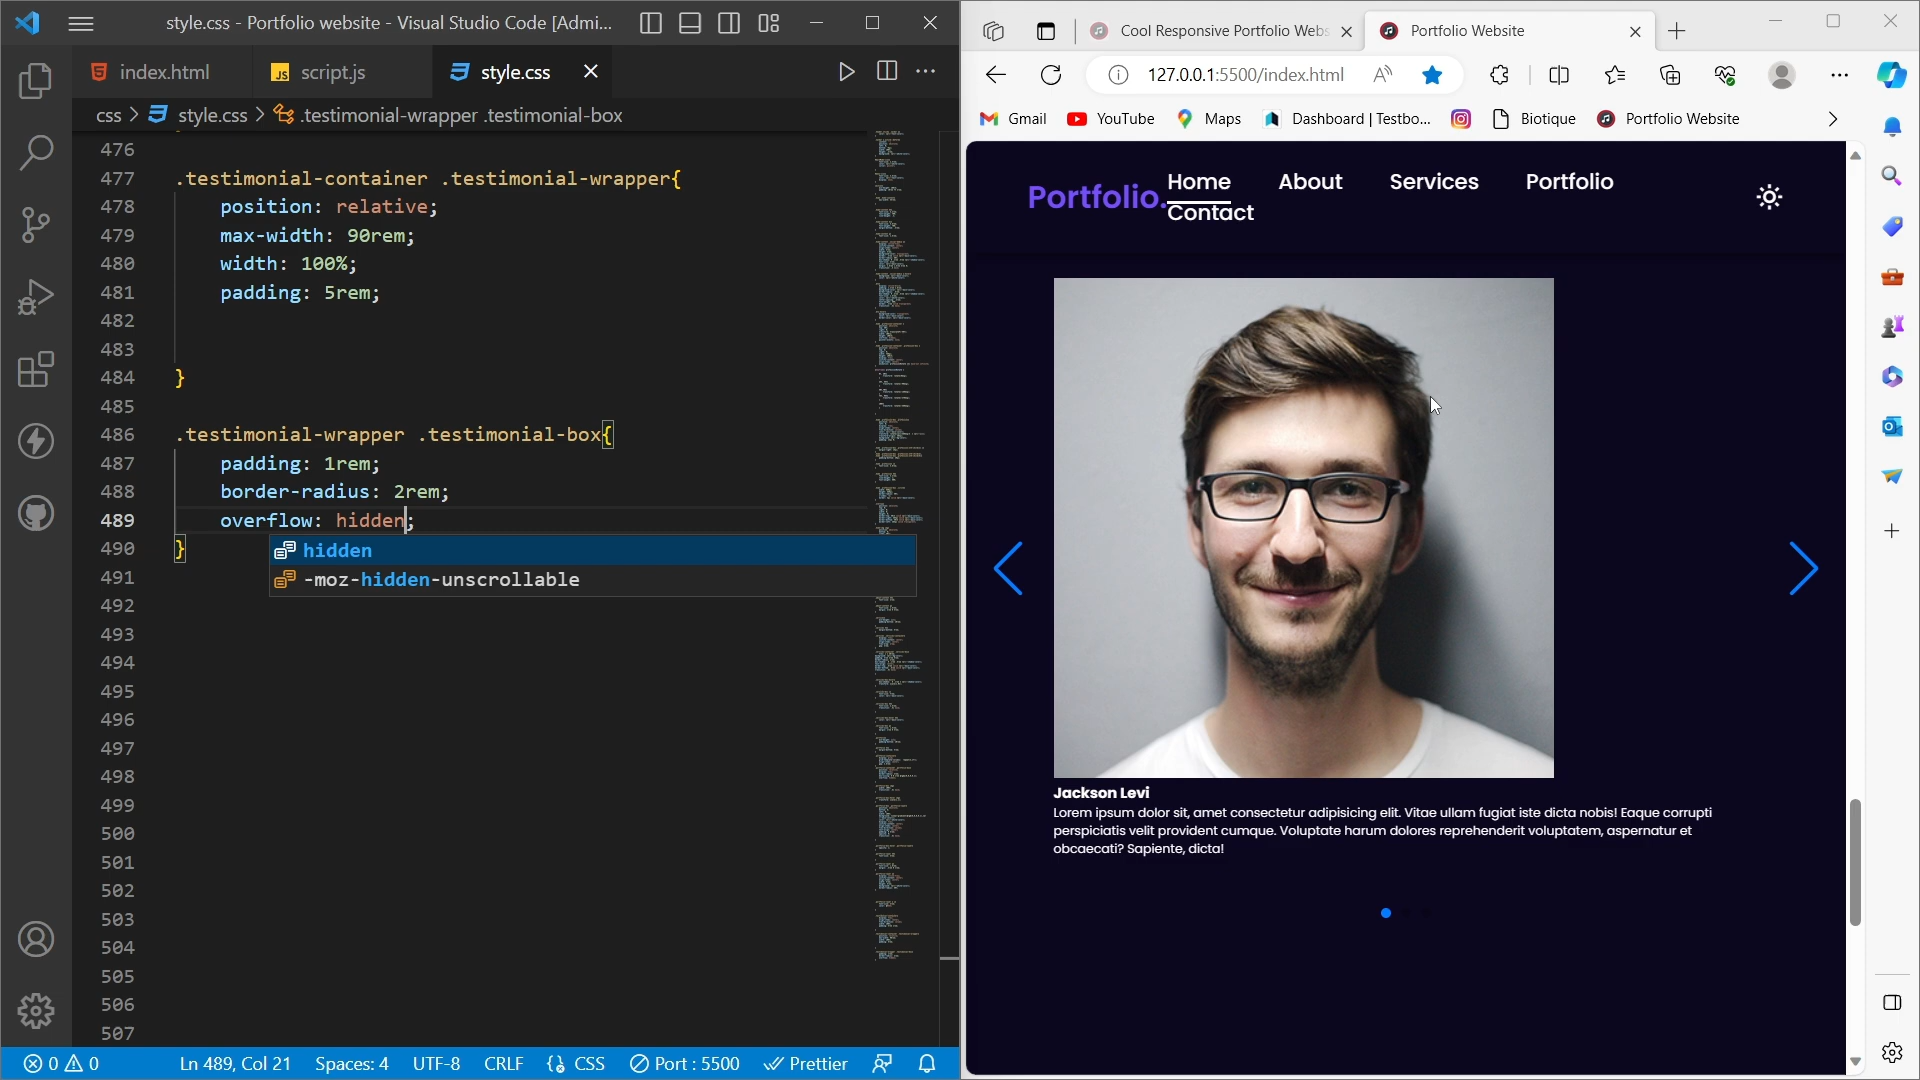 style.css - Portfolio website - Visual Studio Code [Admi...
index.html
script.js
style.css
css > style.css > .testimonial-wrapper .testimonial-box
476
477 .testimonial-container .testimonial-wrapper{
478 position: relative;
479 max-width: 90rem;
480 width: 100%;
481 padding: 5rem;
482
483
484 }
485
486 .testimonial-wrapper .testimonial-box{
487 padding: 1rem;
488 border-radius: 2rem;
489 overflow: hidden;
490 }
hidden
-moz-hidden-unscrollable
491
492
493
494
495
496
497
498
499
500
501
502
503
504
505
506
507
0 0 Ln 489, Col 21 Spaces: 4 UTF-8 CRLF {} CSS Port : 5500 Prettier
Cool Responsive Portfolio Webs
Portfolio Website
127.0.0.1:5500/index.html
Gmail YouTube Maps Dashboard | Testbo... Biotique Portfolio Website
Portfolio.
Home About Services Portfolio
Contact
Jackson Levi
Lorem ipsum dolor sit, amet consectetur adipisicing elit. Vitae ullam fugiat iste dicta nobis! Eaque corrupti
perspiciatis velit provident cumque. Voluptate harum dolores reprehenderit voluptatem, aspernatur et
obcaecati? Sapiente, dicta!